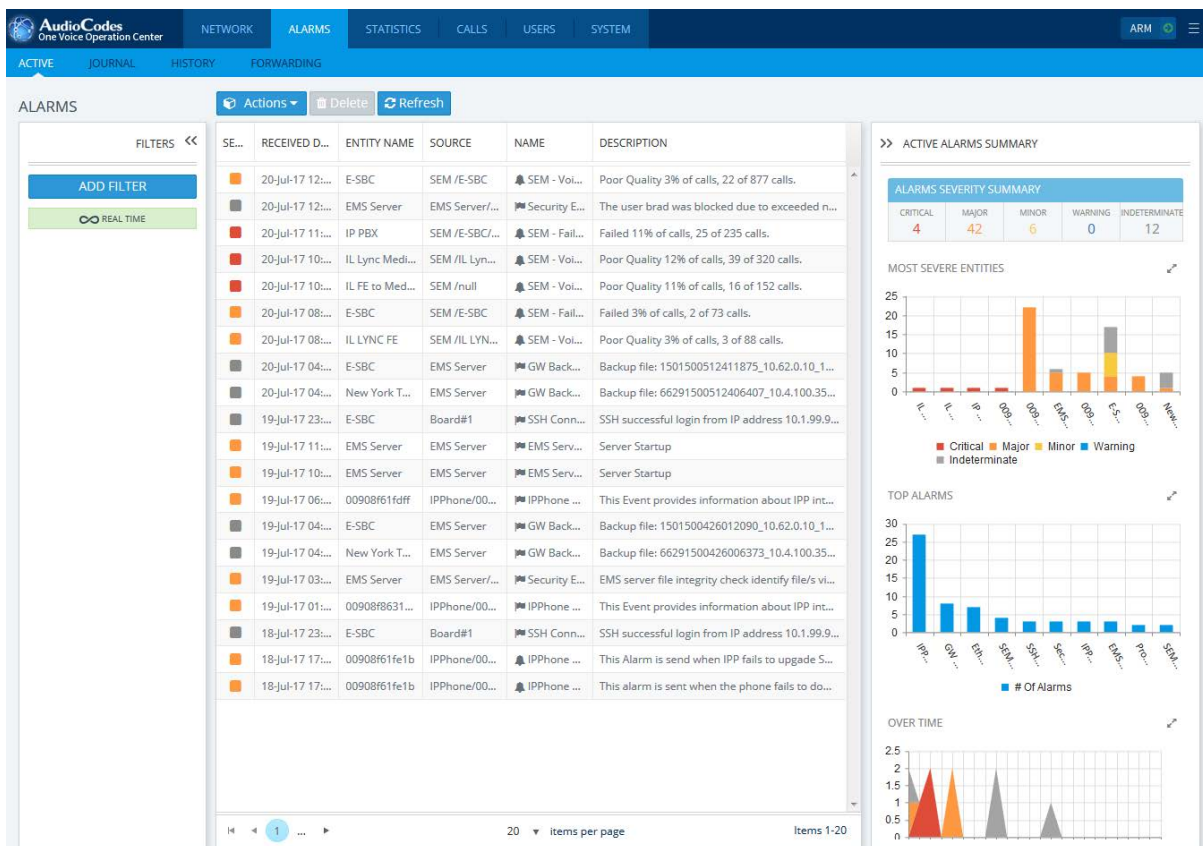 AudioCodes
One Voice Operation Center
NETWORK ALARMS STATISTICS CALLS USERS SYSTEM ARM
ACTIVE JOURNAL HISTORY FORWARDING
ALARMS
Actions Delete Refresh
FILTERS
ADD FILTER
REAL TIME
SE... RECEIVED D... ENTITY NAME SOURCE NAME DESCRIPTION
20-Jul-17 12:... E-SBC SEM /E-SBC SEM - Voi... Poor Quality 3% of calls, 22 of 877 calls.
20-Jul-17 12:... EMS Server EMS Server/... Security E... The user brad was blocked due to exceeded n...
20-Jul-17 11:... IP PBX SEM /E-SBC/... SEM - Fail... Failed 11% of calls, 25 of 235 calls.
20-Jul-17 10:... IL Lync Medi... SEM /IL Lyn... SEM - Voi... Poor Quality 12% of calls, 39 of 320 calls.
20-Jul-17 10:... IL FE to Med... SEM /null SEM - Voi... Poor Quality 11% of calls, 16 of 152 calls.
20-Jul-17 08:... E-SBC SEM /E-SBC SEM - Fail... Failed 3% of calls, 2 of 73 calls.
20-Jul-17 08:... IL LYNC FE SEM /IL LYN... SEM - Voi... Poor Quality 3% of calls, 3 of 88 calls.
20-Jul-17 04:... E-SBC EMS Server GW Back... Backup file: 1501500512411875_10.62.0.10_1...
20-Jul-17 04:... New York T... EMS Server GW Back... Backup file: 66291500512406407_10.4.100.35...
19-Jul-17 23:... E-SBC Board#1 SSH Conn... SSH successful login from IP address 10.1.99.9...
19-Jul-17 11:... EMS Server EMS Server EMS Serv... Server Startup
19-Jul-17 10:... EMS Server EMS Server EMS Serv... Server Startup
19-Jul-17 06:... 00908f61fdff IPPhone/00... IPPhone ... This Event provides information about IPP int...
19-Jul-17 04:... E-SBC EMS Server GW Back... Backup file: 1501500426012090_10.62.0.10_1...
19-Jul-17 04:... New York T... EMS Server GW Back... Backup file: 66291500426006373_10.4.100.35...
19-Jul-17 03:... EMS Server EMS Server/... Security E... EMS server file integrity check identify file/s vi...
19-Jul-17 01:... 00908f8631... IPPhone/00... IPPhone ... This Event provides information about IPP int...
18-Jul-17 23:... E-SBC Board#1 SSH Conn... SSH successful login from IP address 10.1.99.9...
18-Jul-17 17:... 00908f61fe1b IPPhone/00... IPPhone ... This Alarm is send when IPP fails to upgade S...
18-Jul-17 17:... 00908f61fe1b IPPhone/00... IPPhone ... This alarm is sent when the phone fails to do...
1 ... 20 items per page Items 1-20
ACTIVE ALARMS SUMMARY
ALARMS SEVERITY SUMMARY
CRITICAL MAJOR MINOR WARNING INDETERMINATE
4 42 6 0 12
MOST SEVERE ENTITIES
25
20
15
10
5
0
IL ... IL ... IP ... 009... 009... EMS... 009... E-S... 009... New...
Critical Major Minor Warning
Indeterminate
TOP ALARMS
30
25
20
15
10
5
0
IPP... GW ... Eth... SEM... SSH... Sec... IPP... EMS... Pro... SEM...
# Of Alarms
OVER TIME
2.5
2
1.5
1
0.5
0